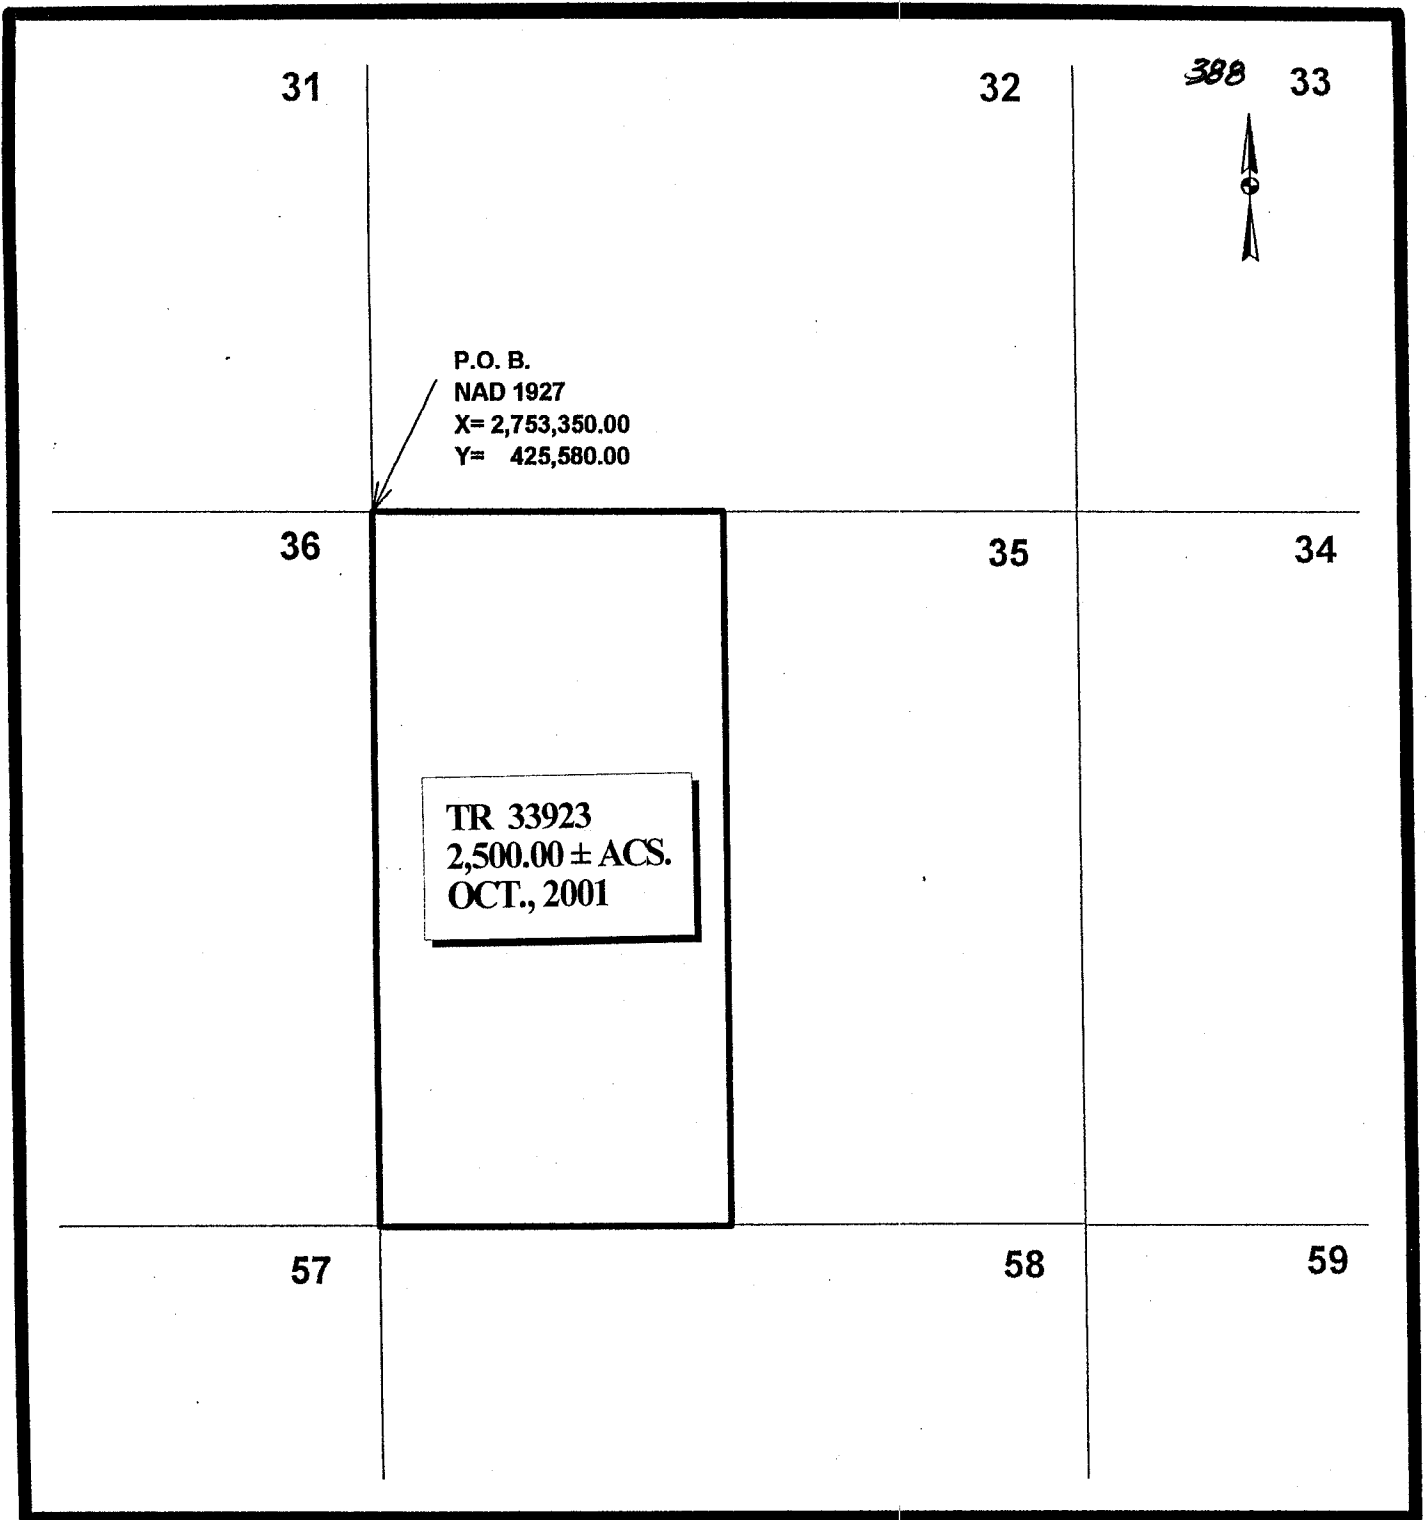 31
32
388 33
P.O. B.
NAD 1927
X= 2,753,350.00
Y= 425,580.00
36
35
34
TR 33923
2,500.00 ± ACS.
OCT., 2001
57
58
59